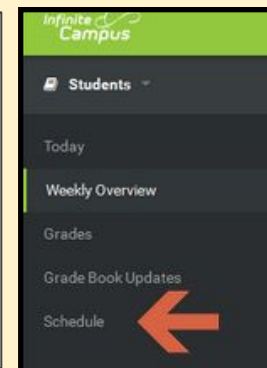 Infinite
Campus
Students
Today
Weekly Overview
Grades
Grade Book Updates
Schedule